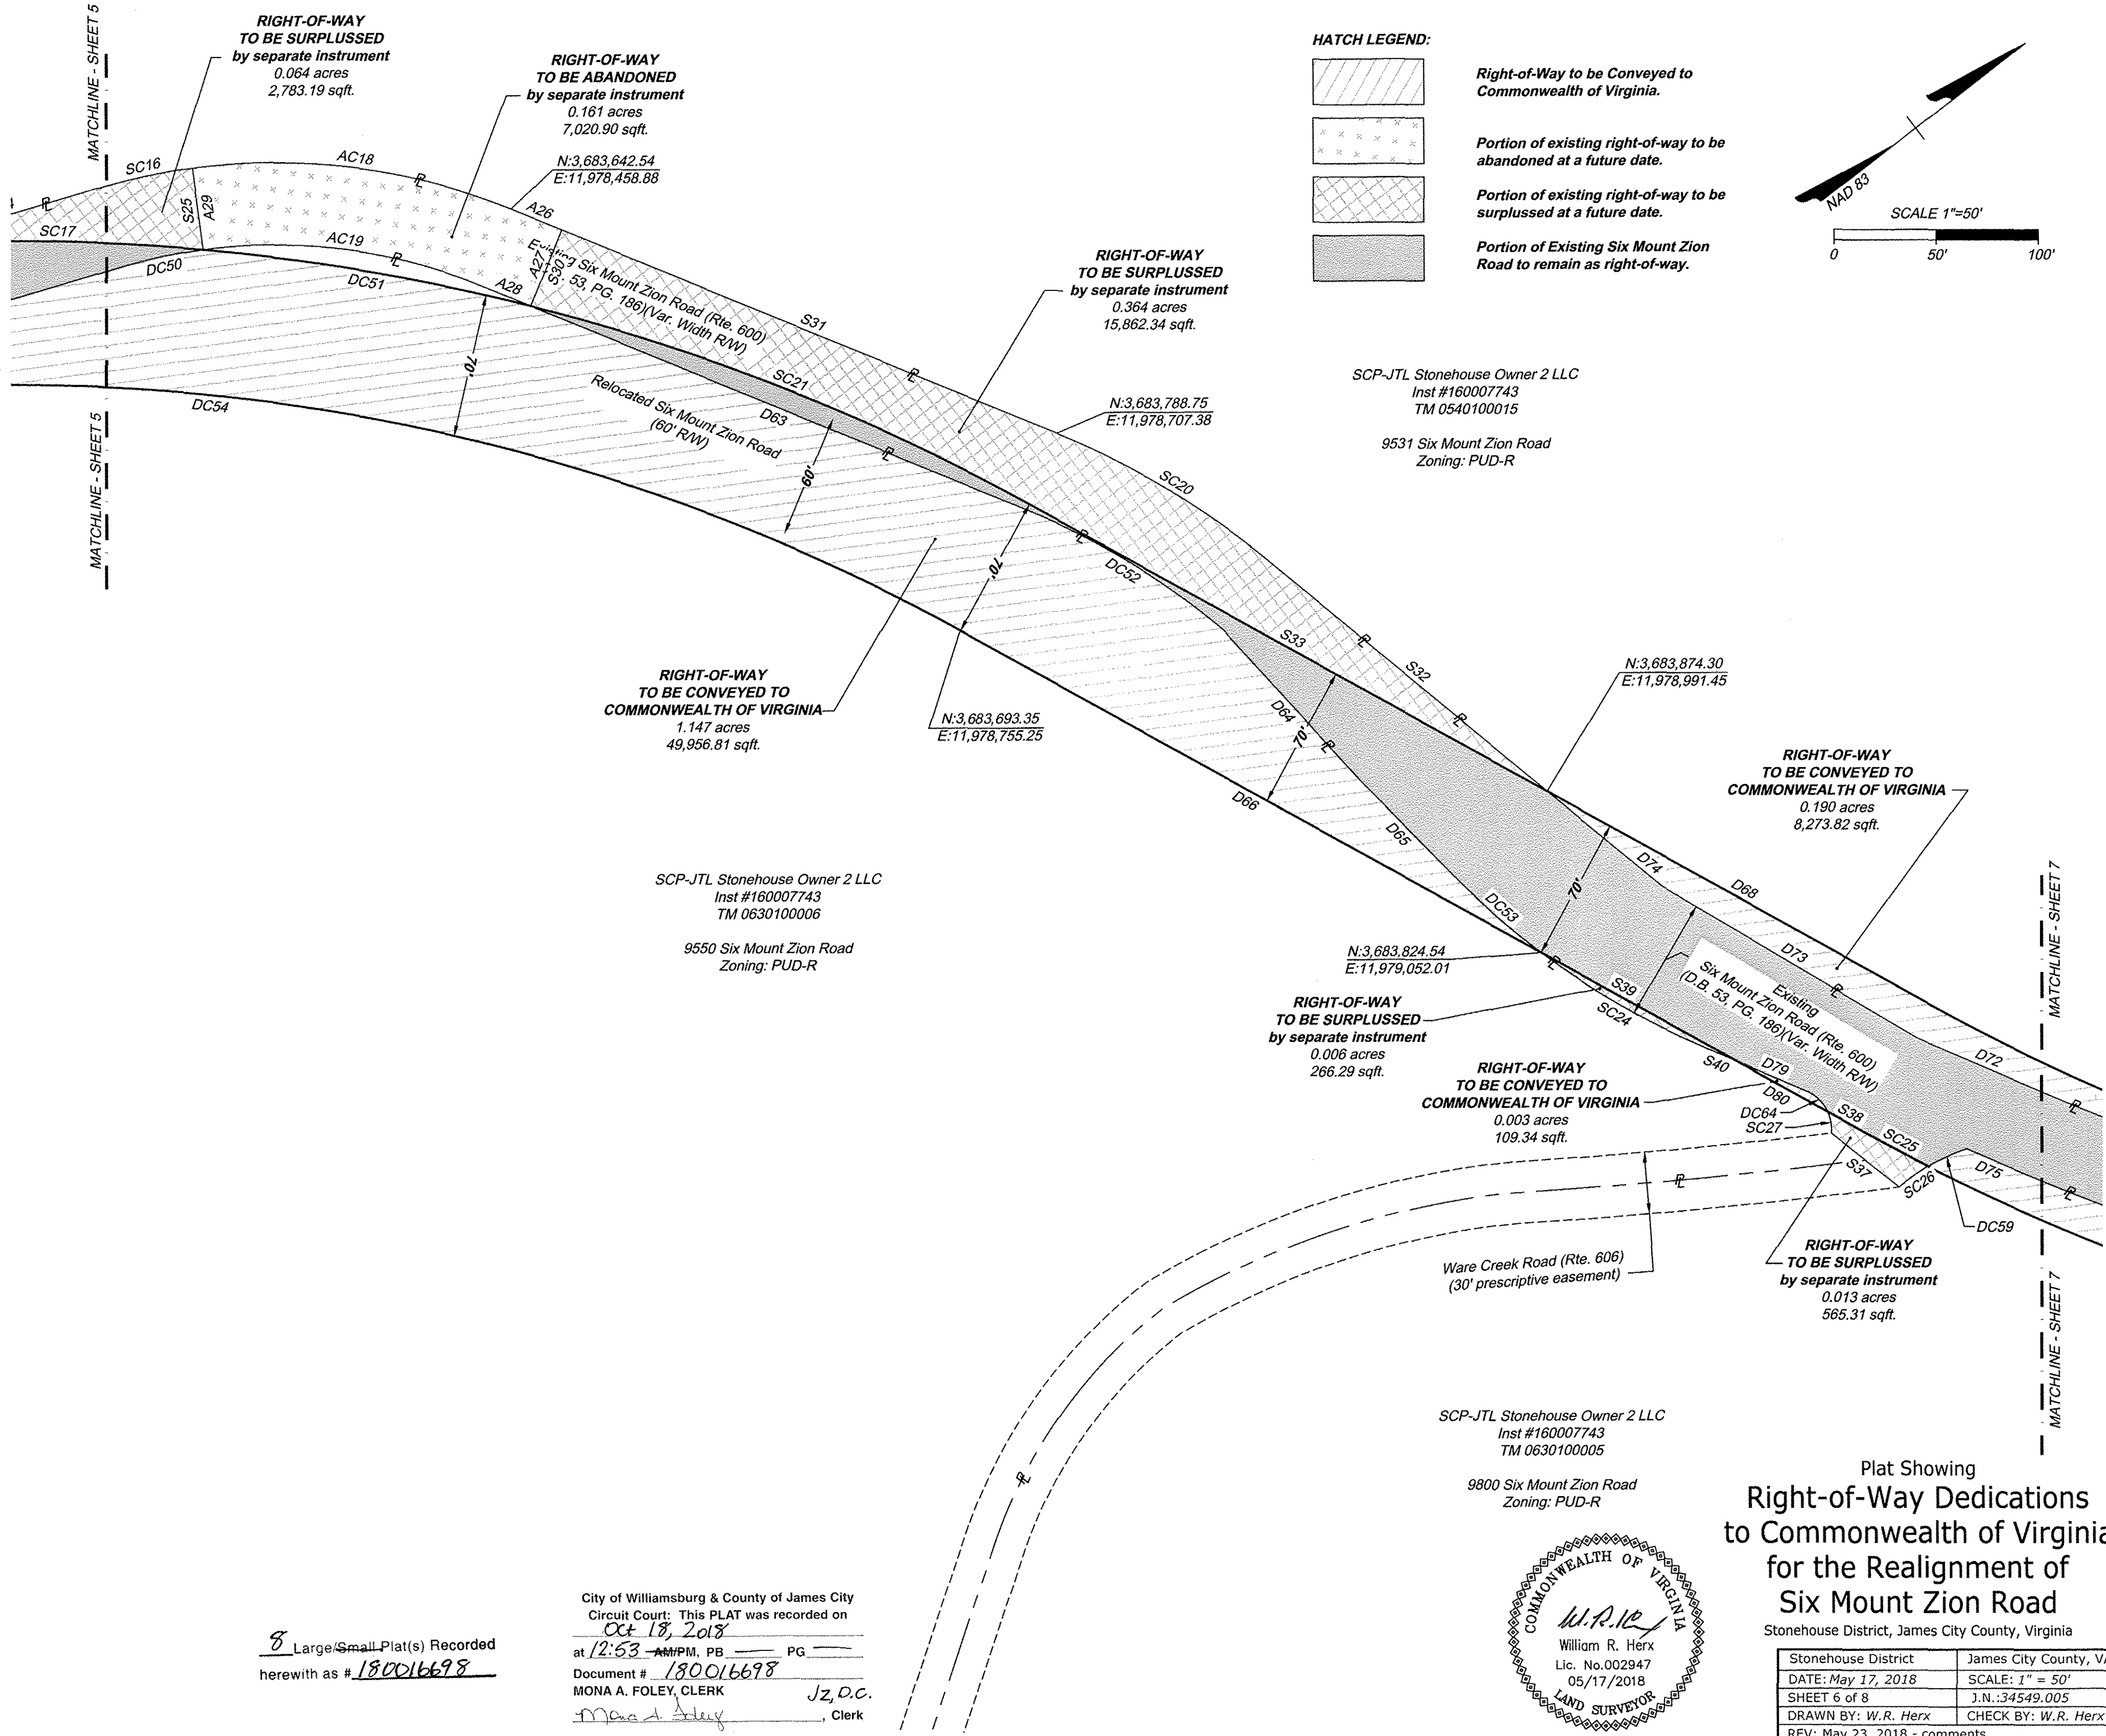 MATCHLINE - SHEET 5
RIGHT-OF-WAY
TO BE SURPLUSSED
by separate instrument
0.064 acres
2,783.19 sqft.
RIGHT-OF-WAY
TO BE ABANDONED
by separate instrument
0.161 acres
7,020.90 sqft.
N:3,683,642.54
E:11,978,458.88
HATCH LEGEND:
Right-of-Way to be Conveyed to
Commonwealth of Virginia.
Portion of existing right-of-way to be
abandoned at a future date.
Portion of existing right-of-way to be
surplussed at a future date.
Portion of Existing Six Mount Zion
Road to remain as right-of-way.
NAD 83
SCALE 1"=50'
0 50' 100'
SC16
AC18
SC17
S25
A29
AC19
A26
DC50
DC51
A28
A27
S30
Existing Six Mount Zion Road (Rte. 600)
53, PG. 186)(Var. Width R/W)
S31
RIGHT-OF-WAY
TO BE SURPLUSSED
by separate instrument
0.364 acres
15,862.34 sqft.
70'
SC21
D63
Relocated Six Mount Zion Road
(60' R/W)
60'
DC54
MATCHLINE - SHEET 5
N:3,683,788.75
E:11,978,707.38
SCP-JTL Stonehouse Owner 2 LLC
Inst #160007743
TM 0540100015
9531 Six Mount Zion Road
Zoning: PUD-R
SC20
70'
DC52
S33
S32
RIGHT-OF-WAY
TO BE CONVEYED TO
COMMONWEALTH OF VIRGINIA
1.147 acres
49,956.81 sqft.
N:3,683,693.35
E:11,978,755.25
N:3,683,874.30
E:11,978,991.45
D64
70'
D66
D65
RIGHT-OF-WAY
TO BE CONVEYED TO
COMMONWEALTH OF VIRGINIA
0.190 acres
8,273.82 sqft.
SCP-JTL Stonehouse Owner 2 LLC
Inst #160007743
TM 0630100006
9550 Six Mount Zion Road
Zoning: PUD-R
D74
D68
70'
DC53
D73
MATCHLINE - SHEET 7
N:3,683,824.54
E:11,979,052.01
Existing
Six Mount Zion Road (Rte. 600)
(D.B. 53, PG. 186)(Var. Width R/W)
S39
SC24
D72
RIGHT-OF-WAY
TO BE SURPLUSSED
by separate instrument
0.006 acres
266.29 sqft.
S40
D79
D80
RIGHT-OF-WAY
TO BE CONVEYED TO
COMMONWEALTH OF VIRGINIA
0.003 acres
109.34 sqft.
DC64
SC27
S38
SC25
S37
SC26
D75
DC59
Ware Creek Road (Rte. 606)
(30' prescriptive easement)
RIGHT-OF-WAY
TO BE SURPLUSSED
by separate instrument
0.013 acres
565.31 sqft.
MATCHLINE - SHEET 7
SCP-JTL Stonehouse Owner 2 LLC
Inst #160007743
TM 0630100005
9800 Six Mount Zion Road
Zoning: PUD-R
Plat Showing
Right-of-Way Dedications
to Commonwealth of Virginia
for the Realignment of
Six Mount Zion Road
Stonehouse District, James City County, Virginia
COMMONWEALTH OF VIRGINIA
William R. Herx
Lic. No.002947
05/17/2018
LAND SURVEYOR
Stonehouse District James City County, VA
DATE: May 17, 2018 SCALE: 1" = 50'
SHEET 6 of 8 J.N.:34549.005
DRAWN BY: W.R. Herx CHECK BY: W.R. Herx
REV: May 23, 2018 - comments
8 Large/Small Plat(s) Recorded
herewith as # 180016698
City of Williamsburg & County of James City
Circuit Court: This PLAT was recorded on
Oct 18, 2018
at 12:53 AM/PM, PB — PG —
Document # 180016698
MONA A. FOLEY, CLERK JZ, D.C.
Mona A. Foley, Clerk